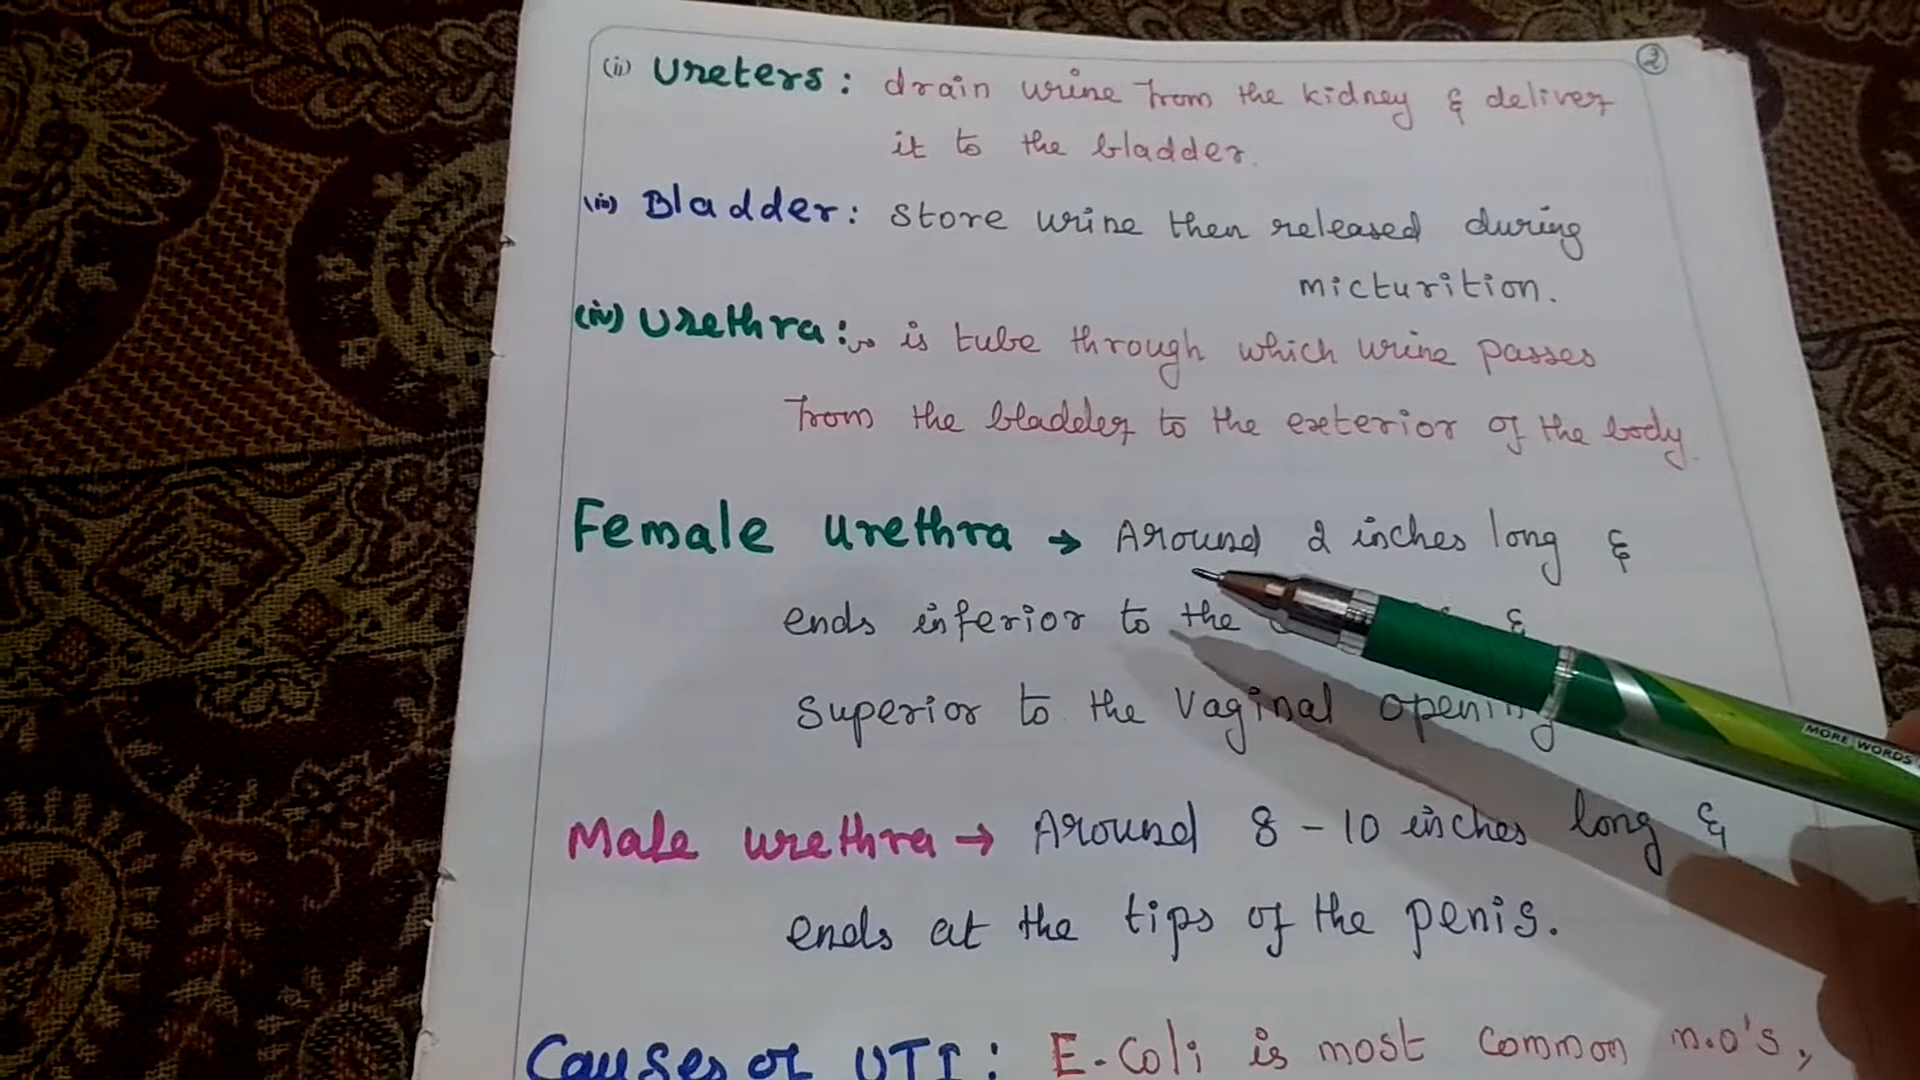 2
(ii) Ureters: drain urine from the kidney & deliver
it to the bladder.
(iii) Bladder: store urine then released during
micturition.
(iv) Urethra: is tube through which urine passes
from the bladder to the exterior of the body.
Female urethra → Around 2 inches long &
ends inferior to the &
superior to the vaginal opening
MORE WORDS
Male urethra → Around 8-10 inches long &
ends at the tips of the penis.
Causes of UTI: E-Coli is most common m.o's,